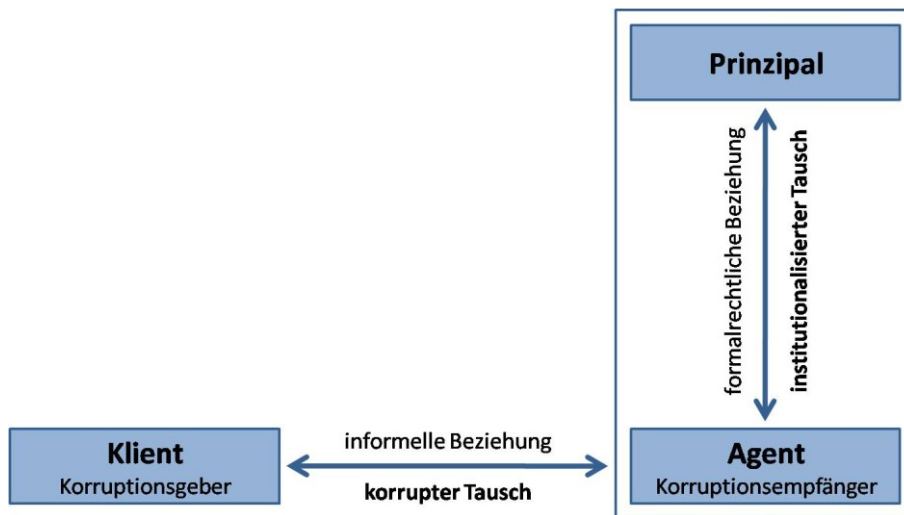 Prinzipal
formalrechtliche Beziehung
institutionalisierter Tausch
Klient
Korruptionsgeber
informelle Beziehung
korrupter Tausch
Agent
Korruptionsempfänger